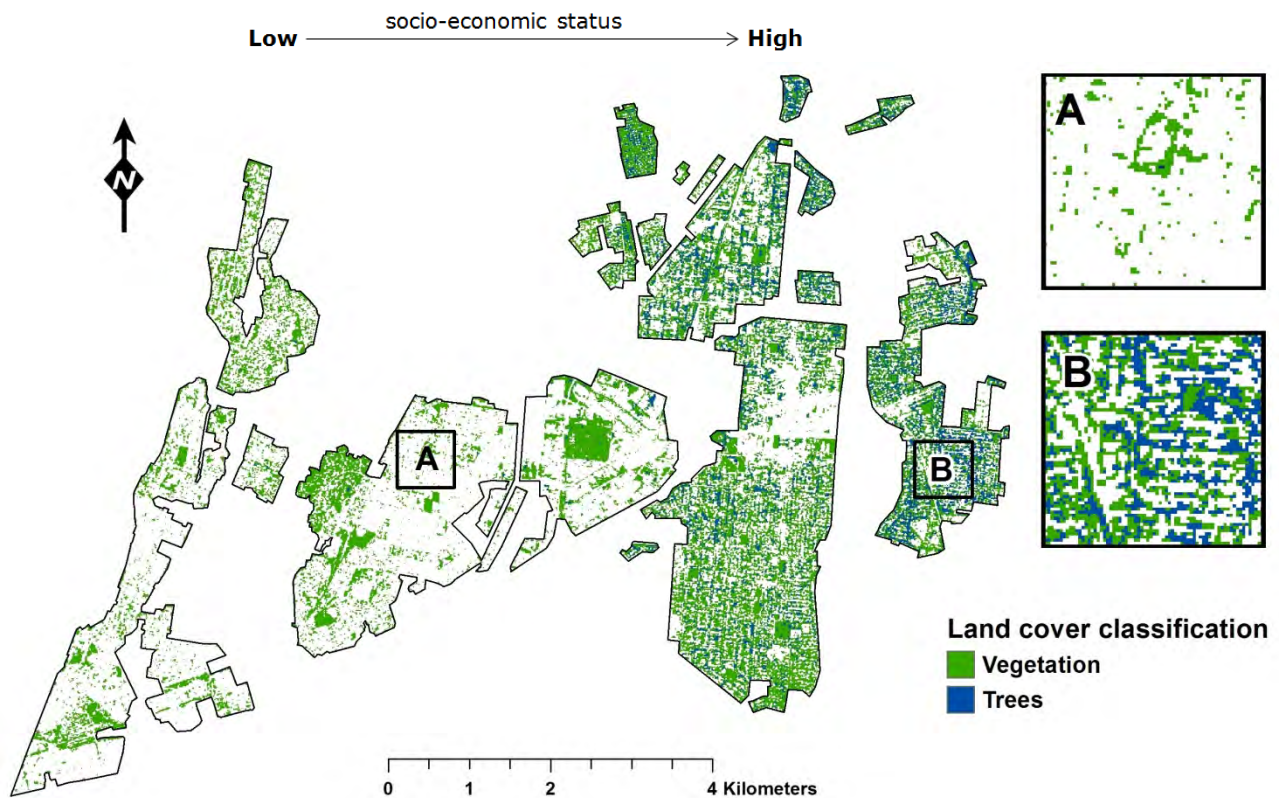 socio-economic status
Low High
N
A
B
A
B
Land cover classification
Vegetation
Trees
0 1 2 4 Kilometers